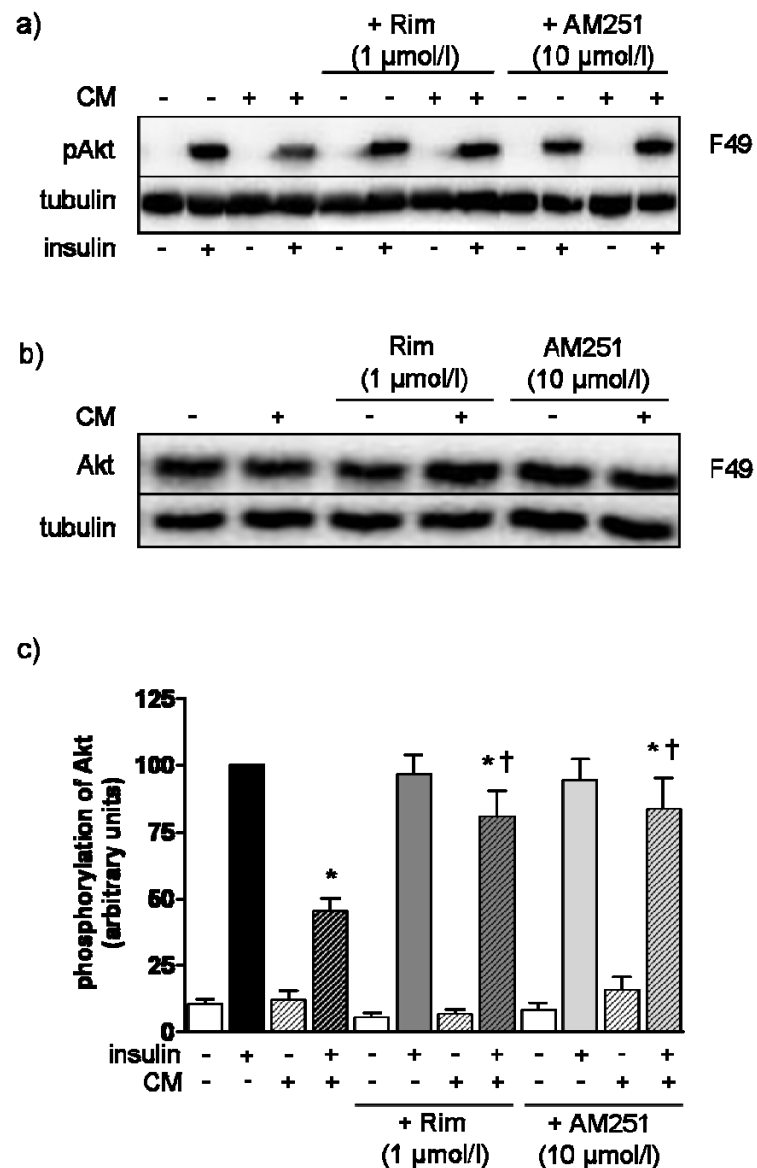 a)
+ Rim + AM251
(1 µmol/l) (10 µmol/l)
CM - - + + - - + + - - + +
pAkt F49
tubulin
insulin - + - + - + - + - + - +
b)
Rim AM251
(1 µmol/l) (10 µmol/l)
CM - + - + - +
Akt F49
tubulin
c)
phosphorylation of Akt
(arbitrary units)
125
100
75
50
25
0
*
*†
*†
insulin - + - + - + - + - + - +
CM - - + + - - + + - - + +
+ Rim + AM251
(1 µmol/l) (10 µmol/l)